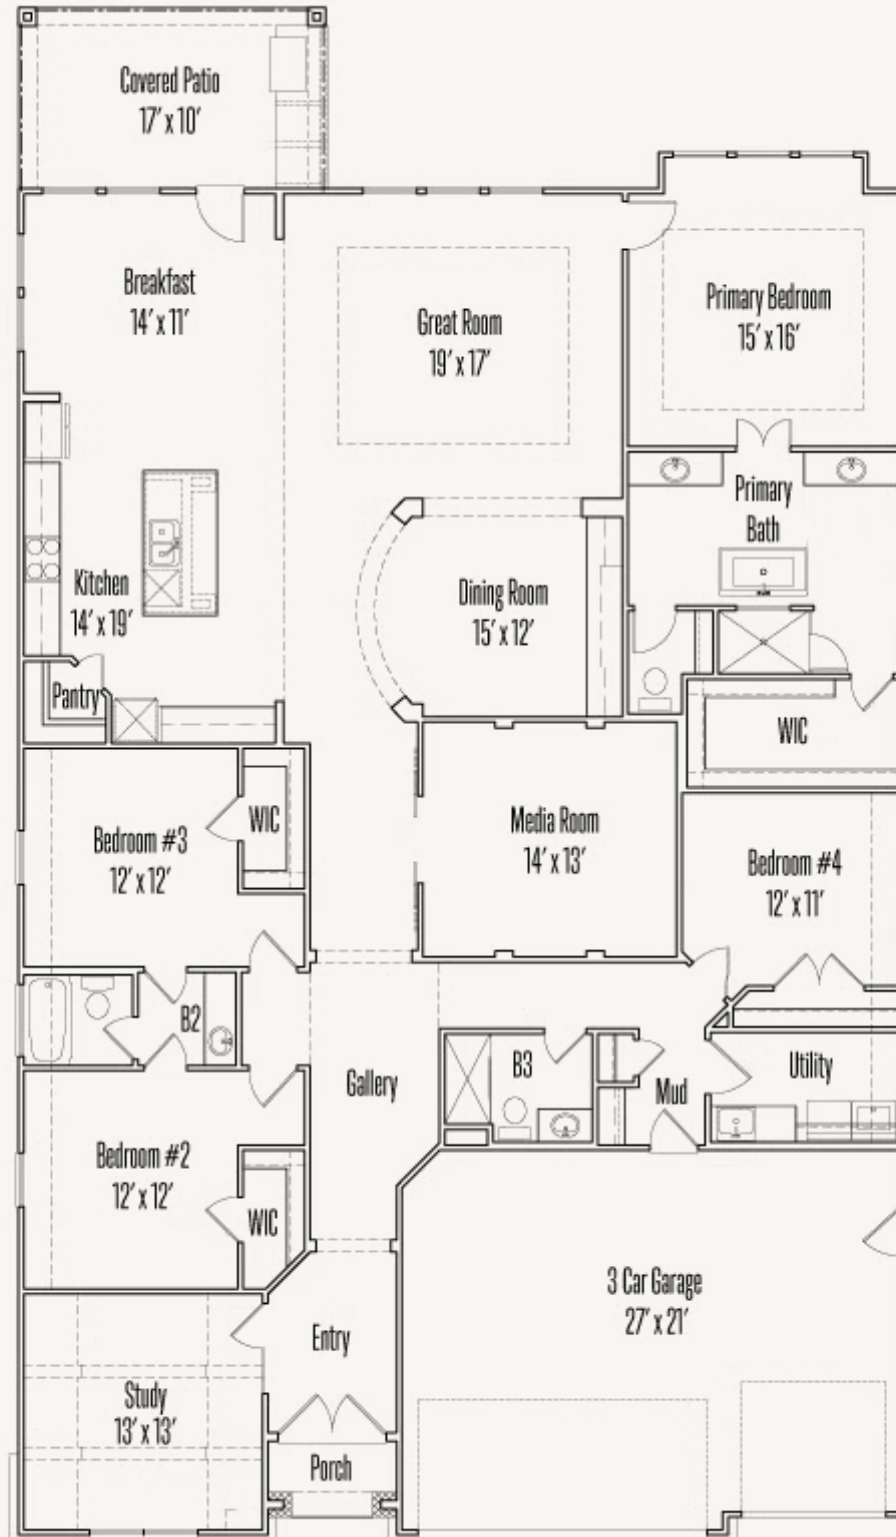 Covered Patio
17' x 10'
Breakfast
14' x 11'
Great Room
19' x 17'
Primary Bedroom
15' x 16'
Primary
Bath
Kitchen
14' x 19'
Dining Room
15' x 12'
Pantry
WIC
Bedroom #3
12' x 12'
WIC
Media Room
14' x 13'
Bedroom #4
12' x 11'
B2
B3
Gallery
Mud
Utility
Bedroom #2
12' x 12'
WIC
3 Car Garage
27' x 21'
Entry
Study
13' x 13'
Porch